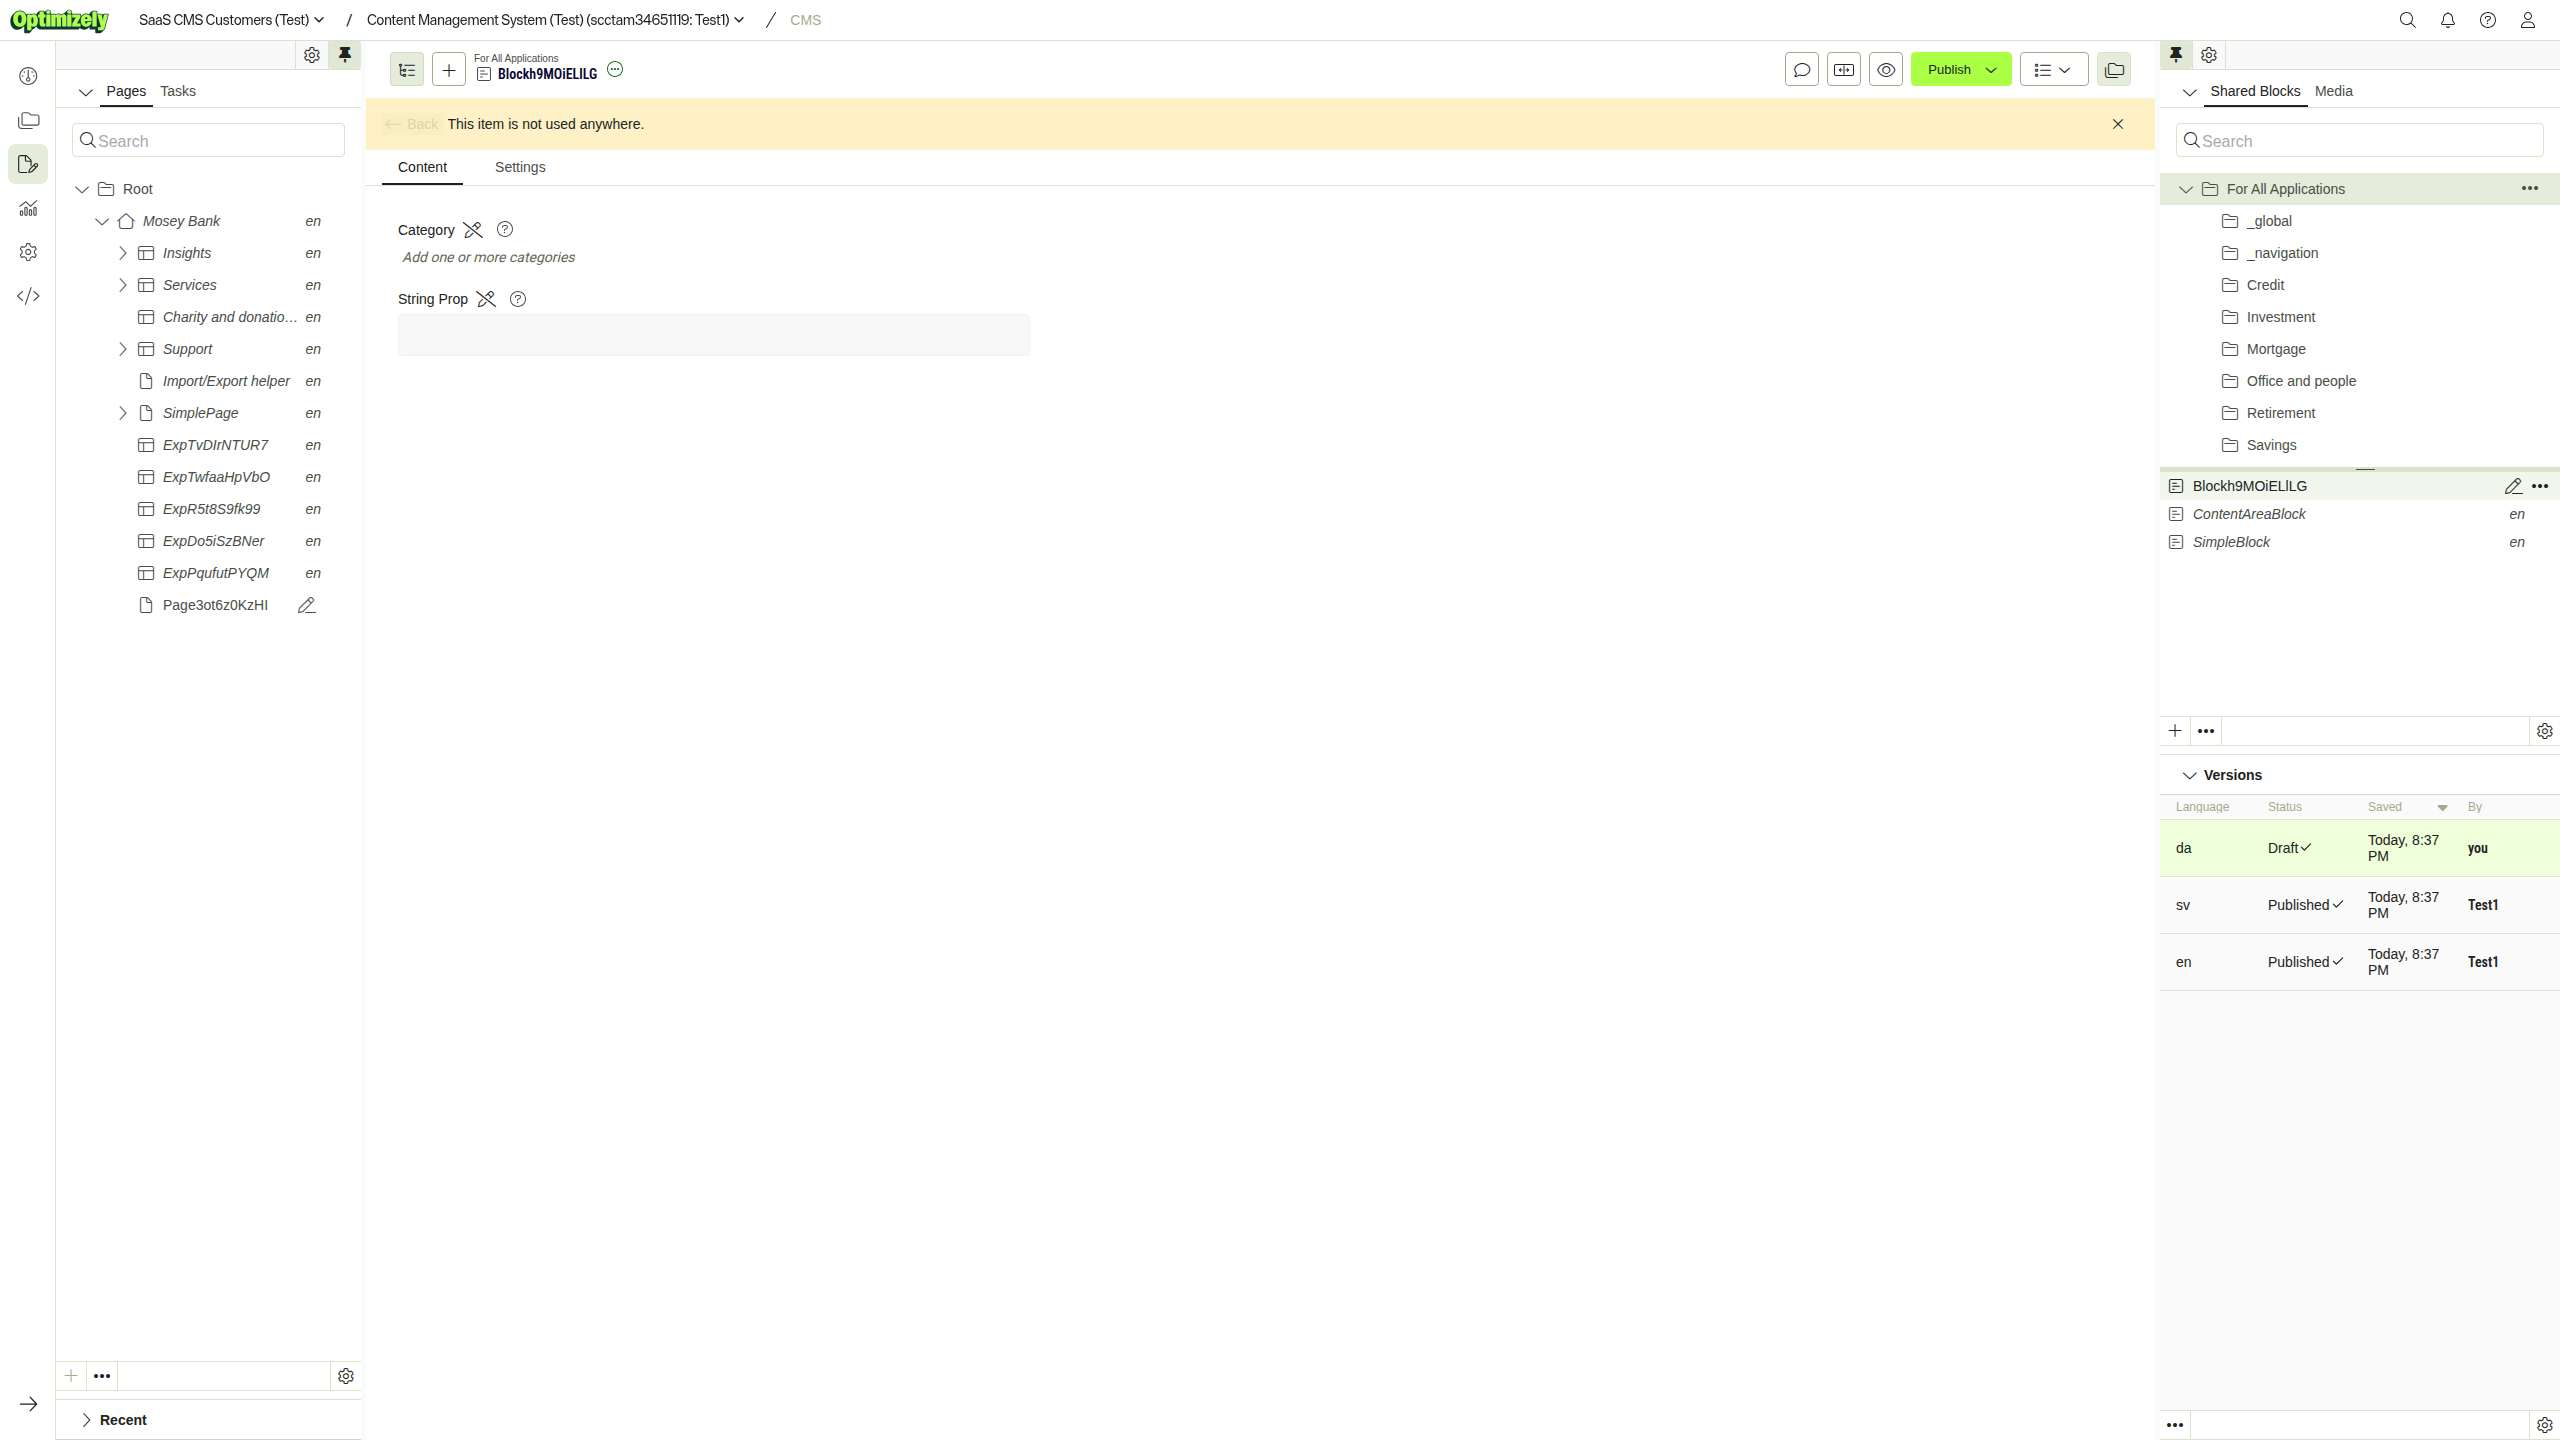 Optimizely
SaaS CMS Customers (Test) / Content Management System (Test) (scctam34651119: Test1) / CMS
Pages Tasks
Search
Root
Mosey Bank en
Insights en
Services en
Charity and donatio... en
Support en
Import/Export helper en
SimplePage en
ExpTvDIrNTUR7 en
ExpTwfaaHpVbO en
ExpR5t8S9fk99 en
ExpDo5iSzBNer en
ExpPqufutPYQM en
Page3ot6z0KzHI
Recent
For All Applications
Blockh9MOiELlLG
Publish
Back This item is not used anywhere.
Content Settings
Category
Add one or more categories
String Prop
Shared Blocks Media
Search
For All Applications
_global
_navigation
Credit
Investment
Mortgage
Office and people
Retirement
Savings
Blockh9MOiELlLG
ContentAreaBlock en
SimpleBlock en
Versions
Language Status Saved By
da Draft Today, 8:37 PM you
sv Published Today, 8:37 PM Test1
en Published Today, 8:37 PM Test1